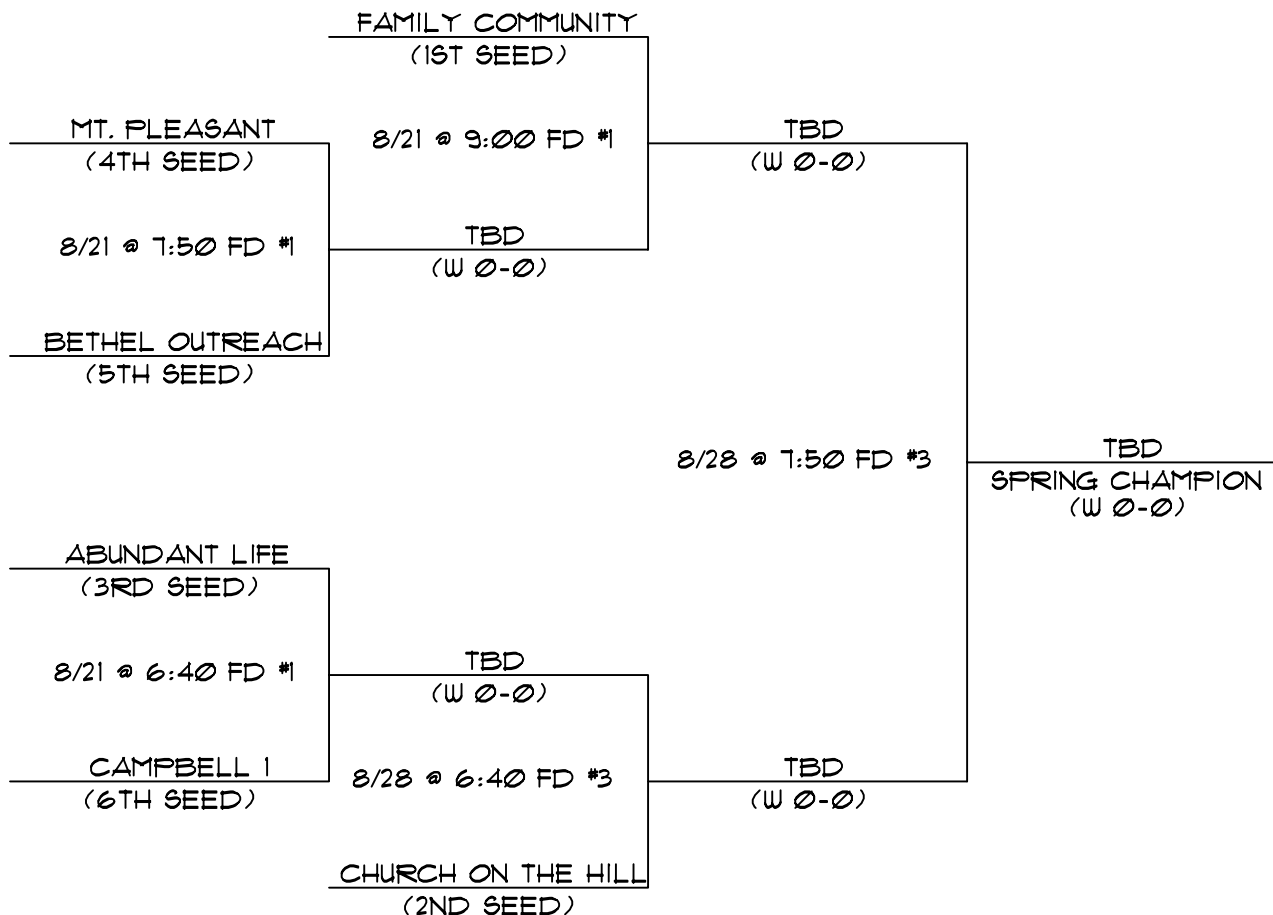 FAMILY COMMUNITY
(1ST SEED)
MT. PLEASANT
(4TH SEED)
8/21 @ 9:00 FD #1
TBD
(W 0-0)
8/21 @ 7:50 FD #1
TBD
(W 0-0)
BETHEL OUTREACH
(5TH SEED)
8/28 @ 7:50 FD #3
TBD
SPRING CHAMPION
(W 0-0)
ABUNDANT LIFE
(3RD SEED)
8/21 @ 6:40 FD #1
TBD
(W 0-0)
CAMPBELL 1
(6TH SEED)
8/28 @ 6:40 FD #3
TBD
(W 0-0)
CHURCH ON THE HILL
(2ND SEED)